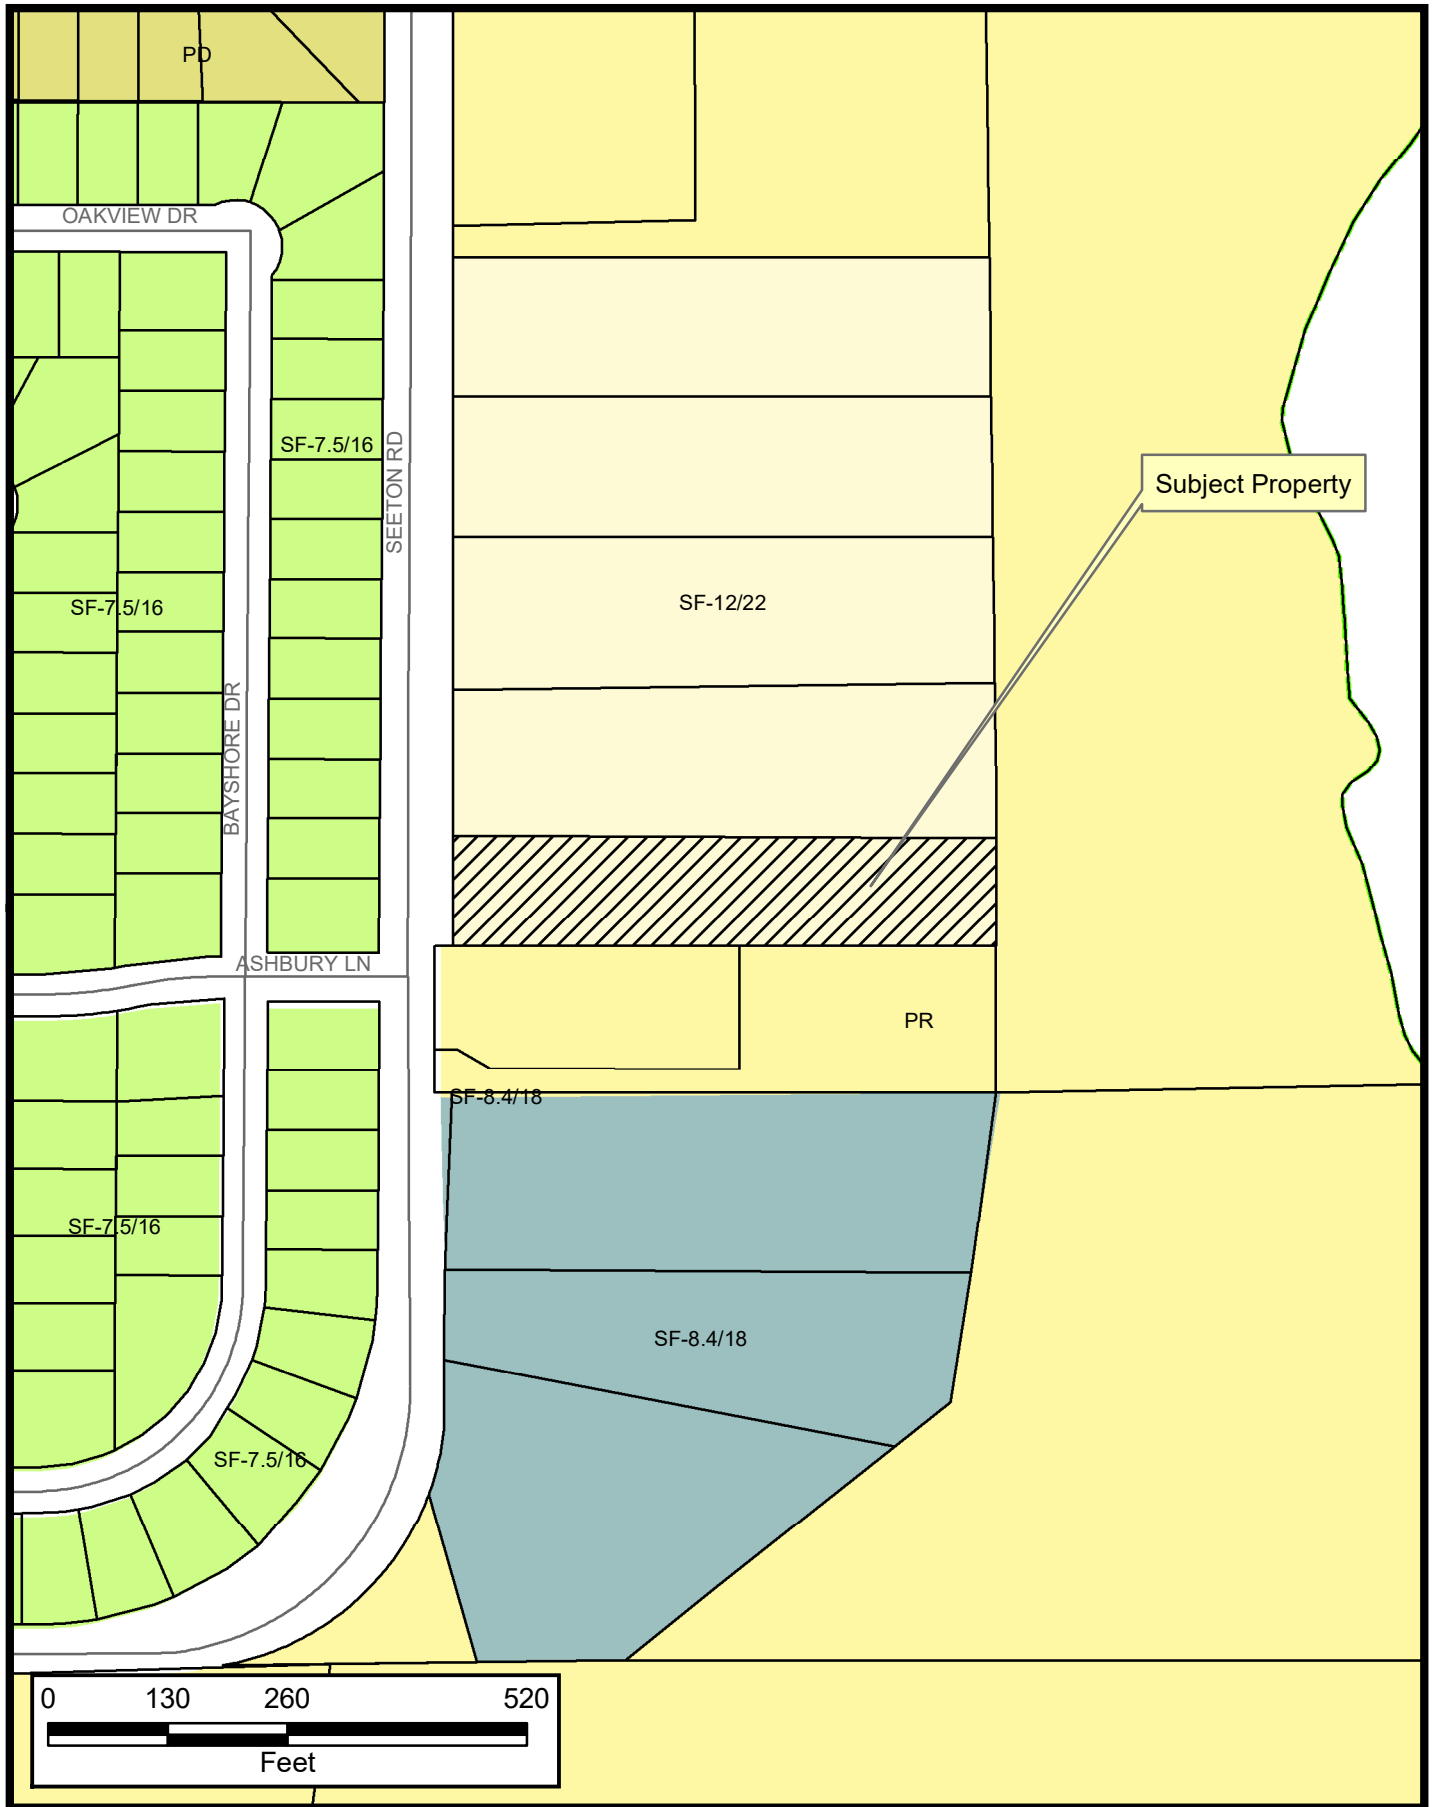 PD
OAKVIEW DR
SF-7.5/16
SEETON RD
Subject Property
SF-12/22
SF-7.5/16
BAYSHORE DR
ASHBURY LN
PR
SF-8.4/18
SF-7.5/16
SF-8.4/18
SF-7.5/16
0 130 260 520
Feet